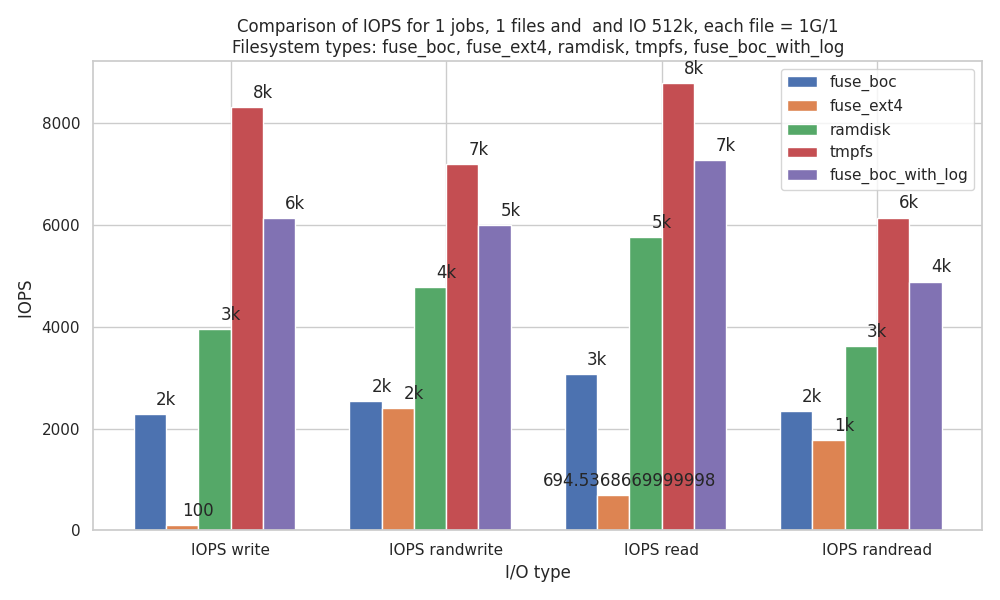 Comparison of IOPS for 1 jobs, 1 files and  and IO 512k, each file = 1G/1
Filesystem types: fuse_boc, fuse_ext4, ramdisk, tmpfs, fuse_boc_with_log
fuse_boc
fuse_ext4
ramdisk
tmpfs
fuse_boc_with_log
IOPS
8000
6000
4000
2000
0
2k
100
3k
8k
6k
2k
2k
4k
7k
5k
3k
694.5368669999998
5k
8k
7k
2k
1k
3k
6k
4k
IOPS write
IOPS randwrite
IOPS read
IOPS randread
I/O type